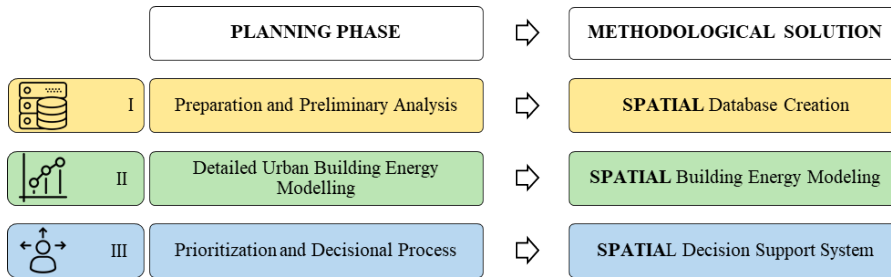 PLANNING PHASE
METHODOLOGICAL SOLUTION
I
Preparation and Preliminary Analysis
SPATIAL Database Creation
II
Detailed Urban Building Energy
Modelling
SPATIAL Building Energy Modeling
III
Prioritization and Decisional Process
SPATIAL Decision Support System